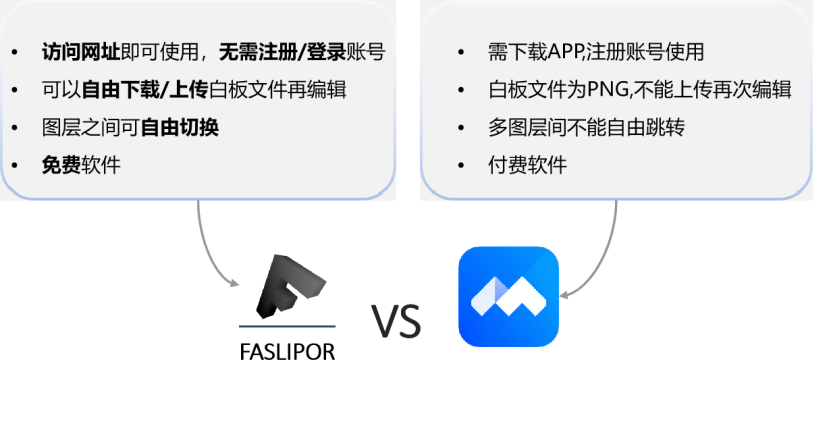 • 访问网址即可使用，无需注册/登录账号
• 可以自由下载/上传白板文件再编辑
• 图层之间可自由切换
• 免费软件
• 需下载APP,注册账号使用
• 白板文件为PNG,不能上传再次编辑
• 多图层间不能自由跳转
• 付费软件
FASLIPOR
VS